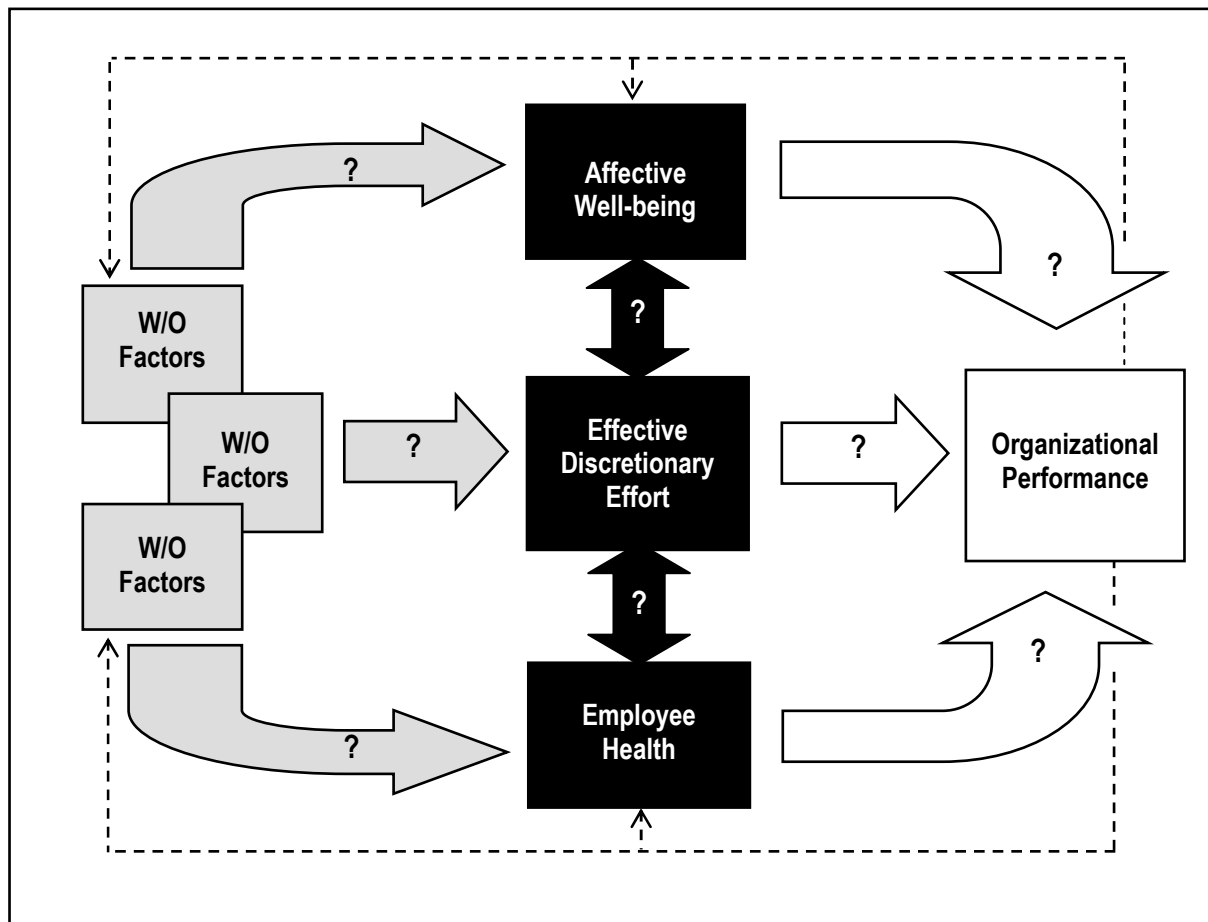 ?
Affective
Well-being
?
W/O
Factors
?
W/O
Factors
?
Effective
Discretionary
Effort
?
Organizational
Performance
W/O
Factors
?
?
Employee
Health
?